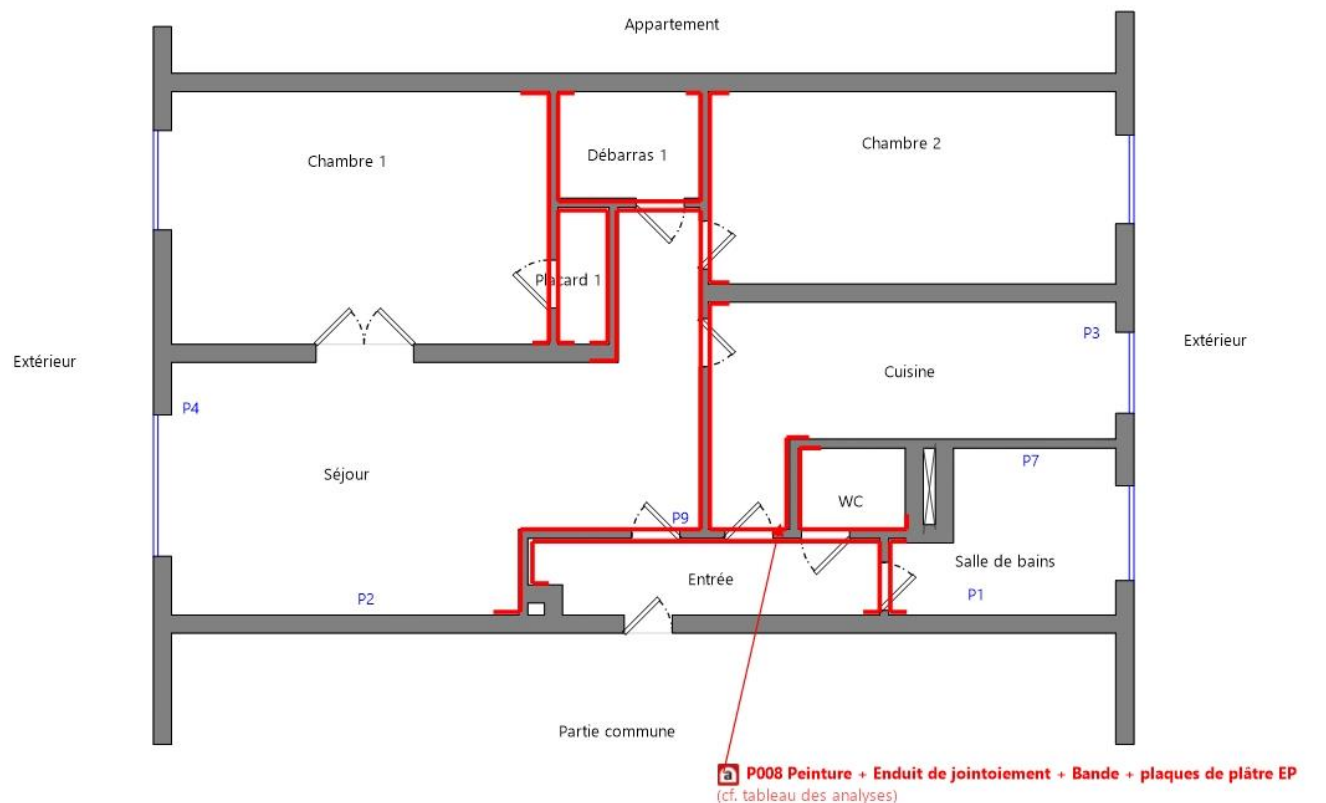 Appartement
Chambre 1
Débarras 1
Chambre 2
Placard 1
Extérieur
P3
Extérieur
Cuisine
P4
Séjour
P7
WC
P9
Salle de bains
Entrée
P2
P1
Partie commune
a P008 Peinture + Enduit de jointoiement + Bande + plaques de plâtre EP
(cf. tableau des analyses)